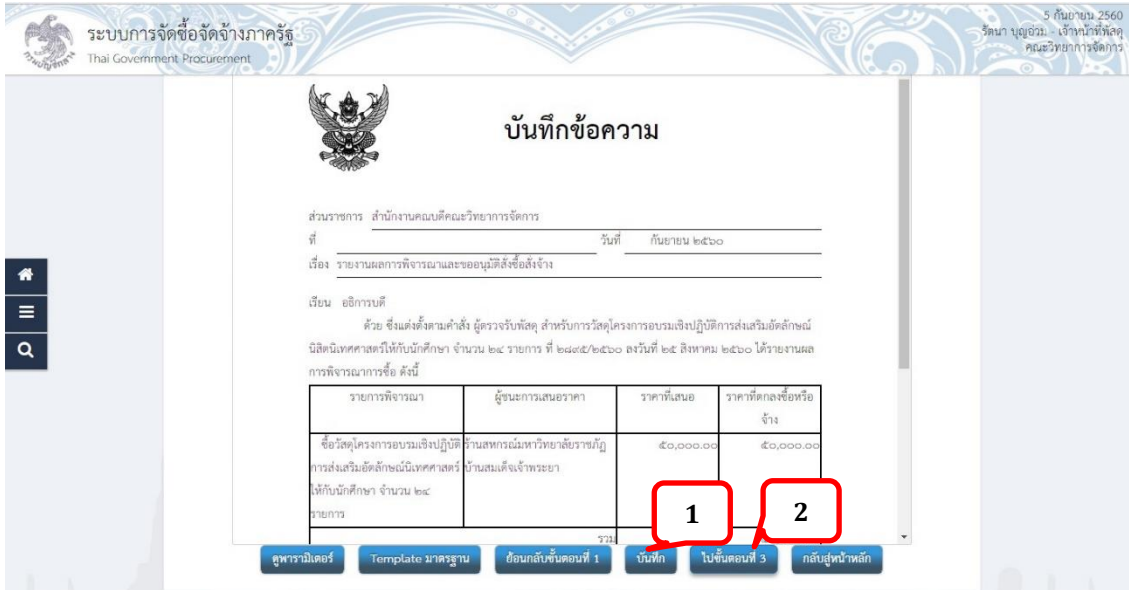 ระบบการจัดซื้อจัดจ้างภาครัฐ
Thai Government Procurement
5 กันยายน 2560
รัตนา บุญอ่วม - เจ้าหน้าที่พัสดุ
คณะวิทยาการจัดการ
กรมบัญชีกลาง
บันทึกข้อความ
ส่วนราชการ สำนักงานคณบดีคณะวิทยาการจัดการ
ที่ วันที่ กันยายน ๒๕๖๐
เรื่อง รายงานผลการพิจารณาและขออนุมัติสั่งซื้อสั่งจ้าง
เรียน อธิการบดี
ด้วย ซึ่งแต่งตั้งตามคำสั่ง ผู้ตรวจรับพัสดุ สำหรับการวัสดุโครงการอบรมเชิงปฏิบัติการส่งเสริมอัตลักษณ์
นิสิตนิเทศศาสตร์ให้กับนักศึกษา จำนวน ๒๔ รายการ ที่ ๒๘๙๕/๒๕๖๐ ลงวันที่ ๒๕ สิงหาคม ๒๕๖๐ ได้รายงานผล
การพิจารณาการซื้อ ดังนี้
รายการพิจารณา ผู้ชนะการเสนอราคา ราคาที่เสนอ ราคาที่ตกลงซื้อหรือ
จ้าง
ซื้อวัสดุโครงการอบรมเชิงปฏิบัติ ร้านสหกรณ์มหาวิทยาลัยราชภัฏ ๕๐,๐๐๐.๐๐ ๕๐,๐๐๐.๐๐
การส่งเสริมอัตลักษณ์นิเทศศาสตร์ บ้านสมเด็จเจ้าพระยา
ให้กับนักศึกษา จำนวน ๒๔
รายการ
รวม
1 2
ดูพารามิเตอร์ Template มาตรฐาน ย้อนกลับขั้นตอนที่ 1 บันทึก ไปขั้นตอนที่ 3 กลับสู่หน้าหลัก